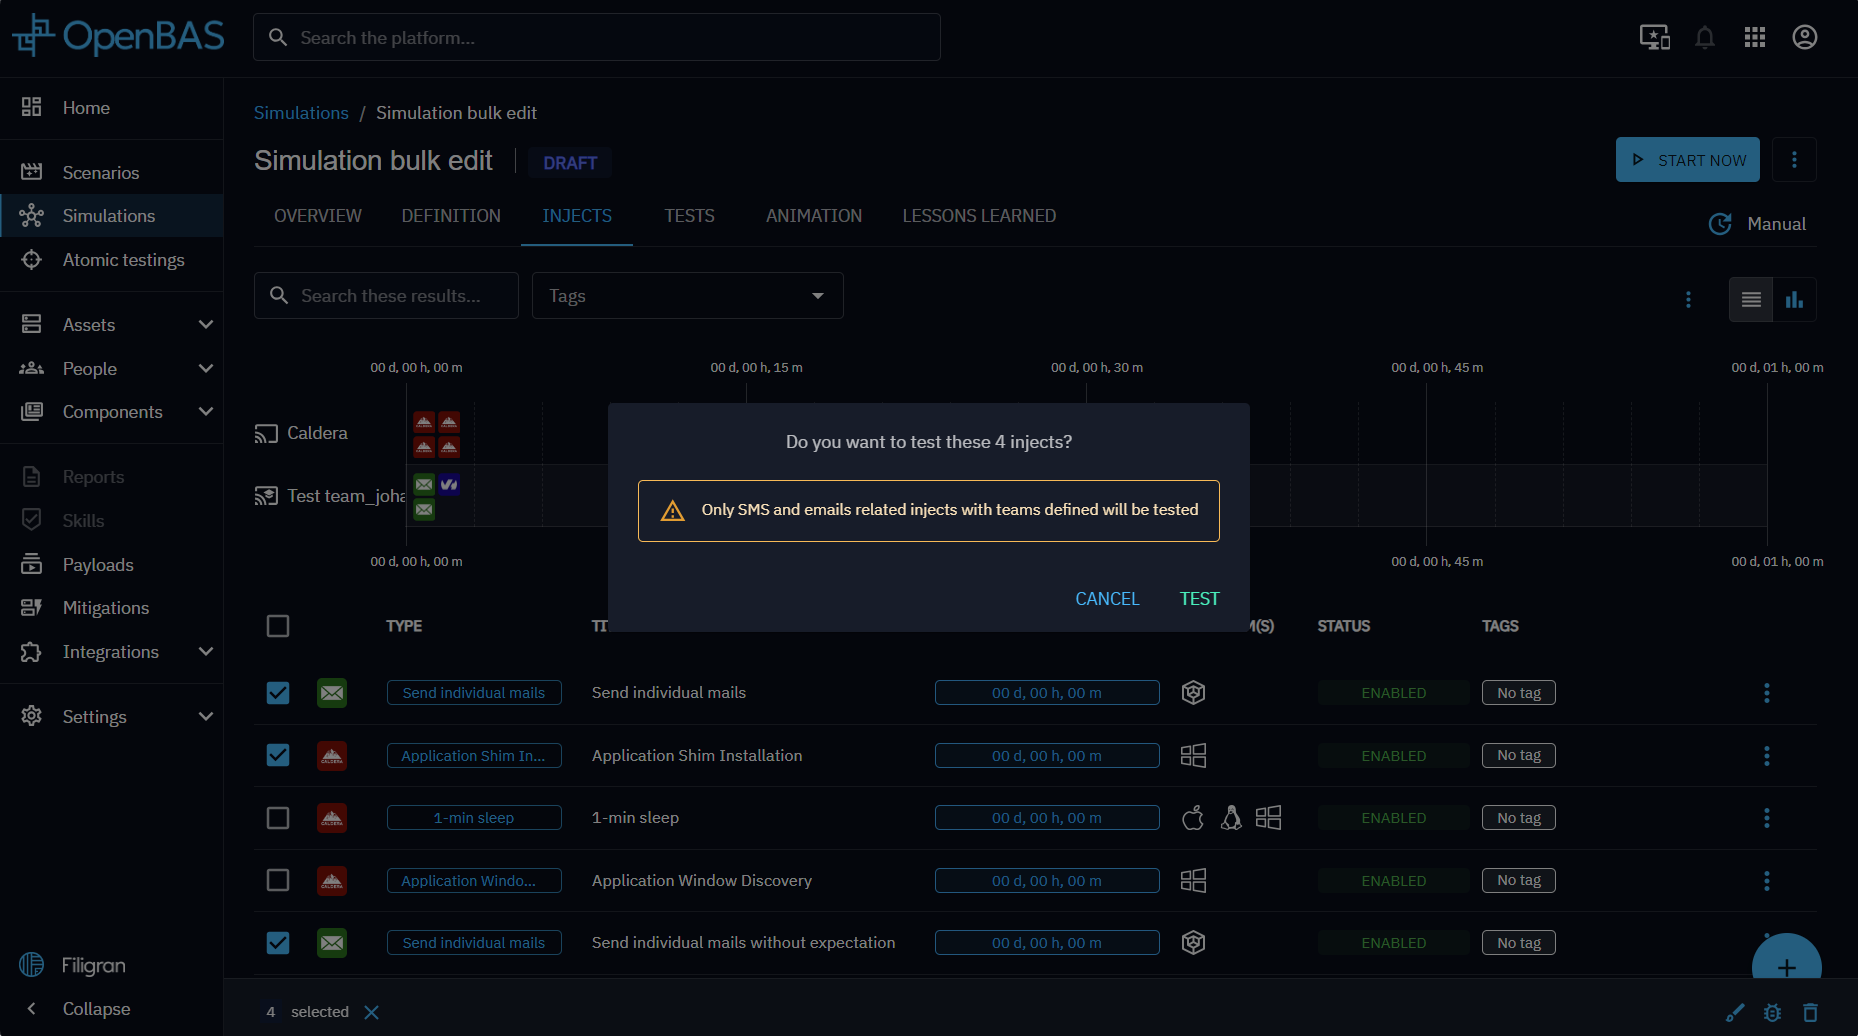 OpenBAS
Search the platform...
Home
Scenarios
Simulations
Atomic testings
Assets
People
Components
Reports
Skills
Payloads
Mitigations
Integrations
Settings
Filigran
Collapse
Simulations / Simulation bulk edit
Simulation bulk edit
DRAFT
START NOW
OVERVIEW DEFINITION INJECTS TESTS ANIMATION LESSONS LEARNED
Manual
Search these results...
Tags
00 d, 00 h, 00 m 00 d, 00 h, 15 m 00 d, 00 h, 30 m 00 d, 00 h, 45 m 00 d, 01 h, 00 m
Caldera
Test team_joha
00 d, 00 h, 00 m 00 d, 00 h, 45 m 00 d, 01 h, 00 m
Do you want to test these 4 injects?
Only SMS and emails related injects with teams defined will be tested
CANCEL TEST
TYPE STATUS TAGS
Send individual mails Send individual mails 00 d, 00 h, 00 m ENABLED No tag
Application Shim In... Application Shim Installation 00 d, 00 h, 00 m ENABLED No tag
1-min sleep 1-min sleep 00 d, 00 h, 00 m ENABLED No tag
Application Windo... Application Window Discovery 00 d, 00 h, 00 m ENABLED No tag
Send individual mails Send individual mails without expectation 00 d, 00 h, 00 m ENABLED No tag
4 selected